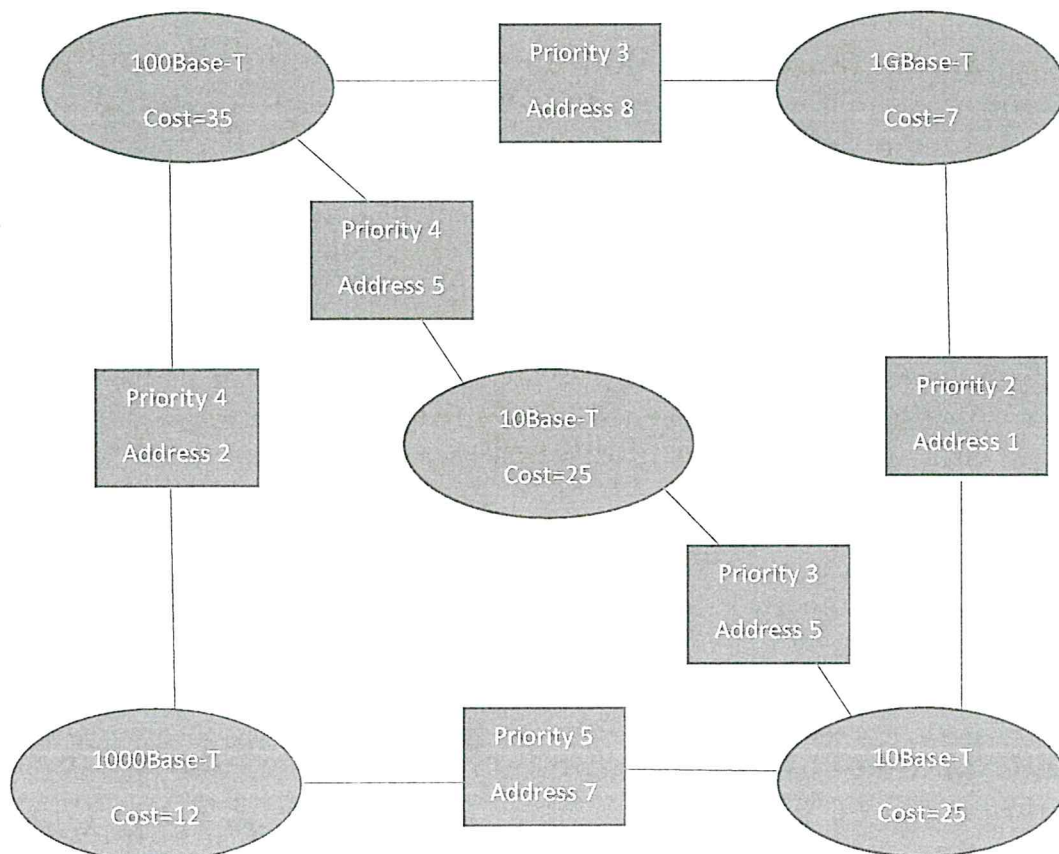 100Base-T
Cost=35
Priority 3
Address 8
1GBase-T
Cost=7
Priority 4
Address 5
Priority 4
Address 2
10Base-T
Cost=25
Priority 2
Address 1
Priority 3
Address 5
1000Base-T
Cost=12
Priority 5
Address 7
10Base-T
Cost=25